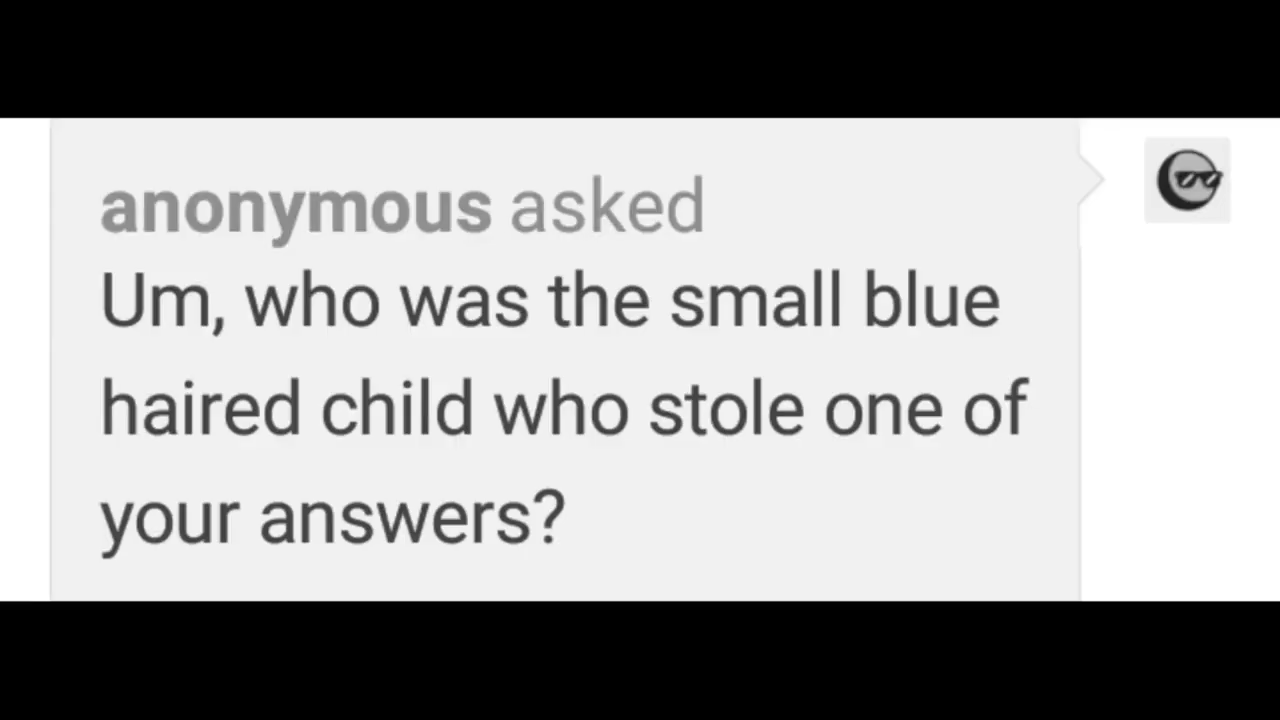 anonymous asked
Um, who was the small blue
haired child who stole one of
your answers?